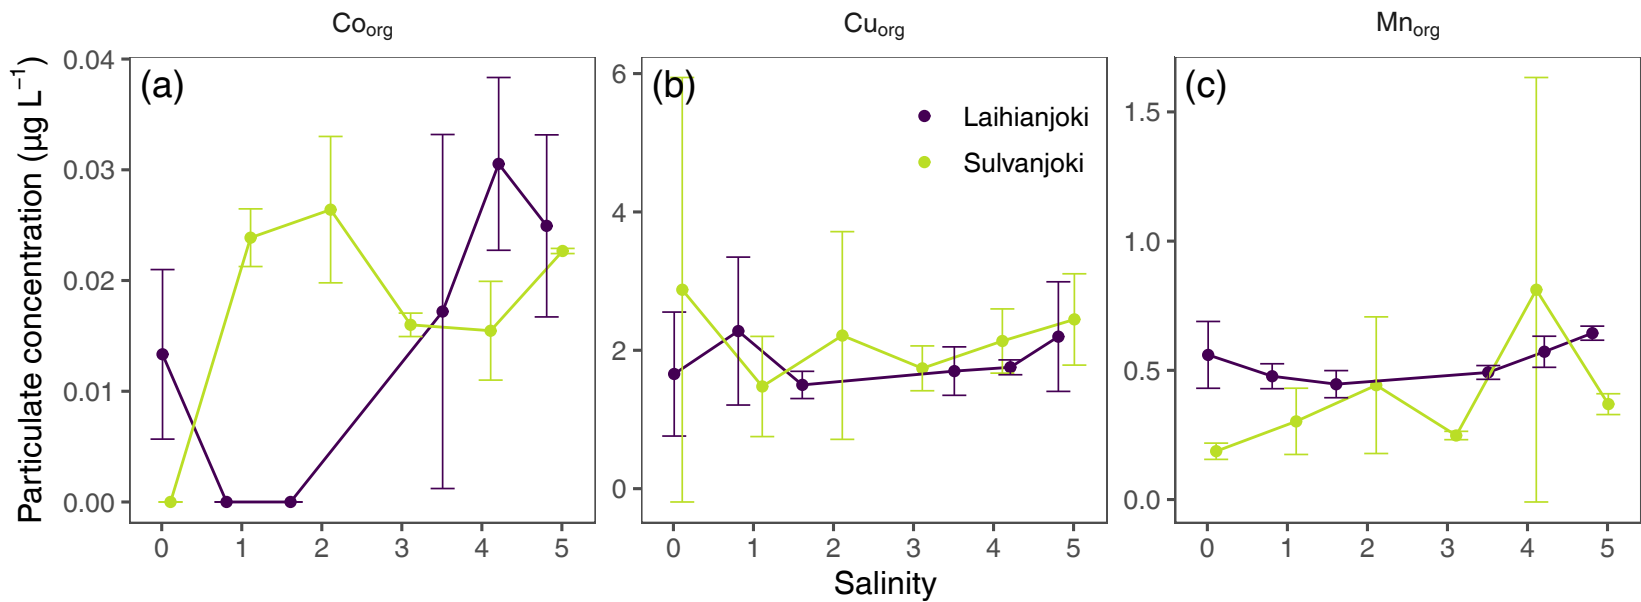 Co_org Cu_org Mn_org
Particulate concentration (µg L⁻¹)
(a)
0.04
0.03
0.02
0.01
0.00
0 1 2 3 4 5
(b)
Laihianjoki
Sulvanjoki
6
4
2
0
0 1 2 3 4 5
(c)
1.5
1.0
0.5
0.0
0 1 2 3 4 5
Salinity